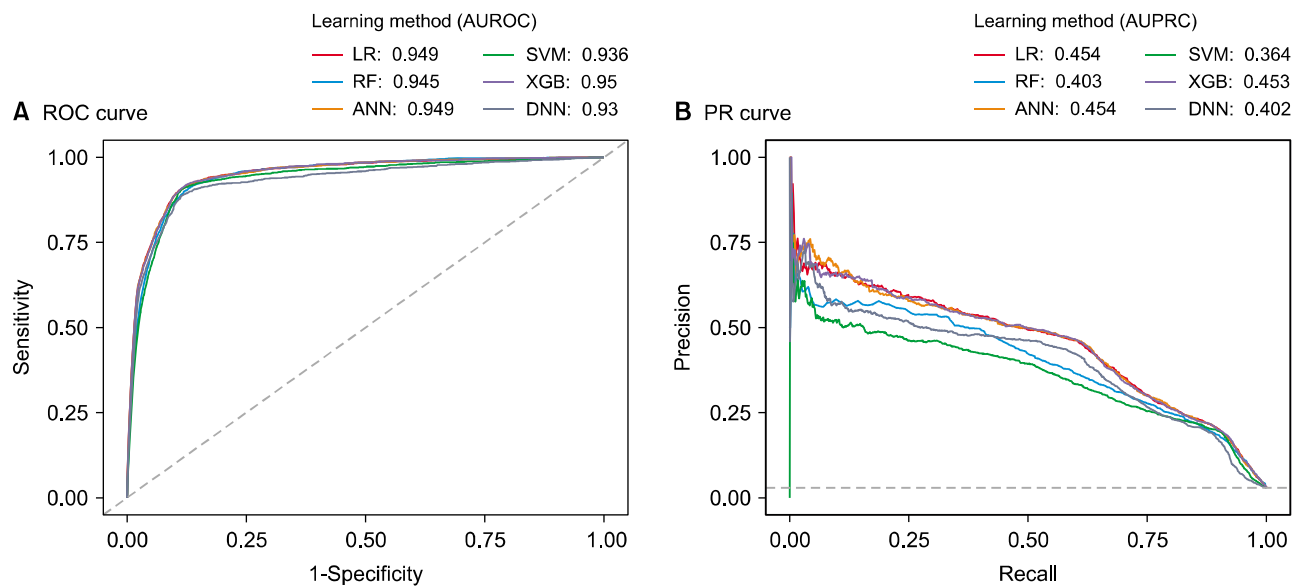 Learning method (AUROC)
LR: 0.949
SVM: 0.936
RF: 0.945
XGB: 0.95
ANN: 0.949
DNN: 0.93
A ROC curve
1.00
0.75
0.50
0.25
0.00
Sensitivity
0.00 0.25 0.50 0.75 1.00
1-Specificity
Learning method (AUPRC)
LR: 0.454
SVM: 0.364
RF: 0.403
XGB: 0.453
ANN: 0.454
DNN: 0.402
B PR curve
1.00
0.75
0.50
0.25
0.00
Precision
0.00 0.25 0.50 0.75 1.00
Recall